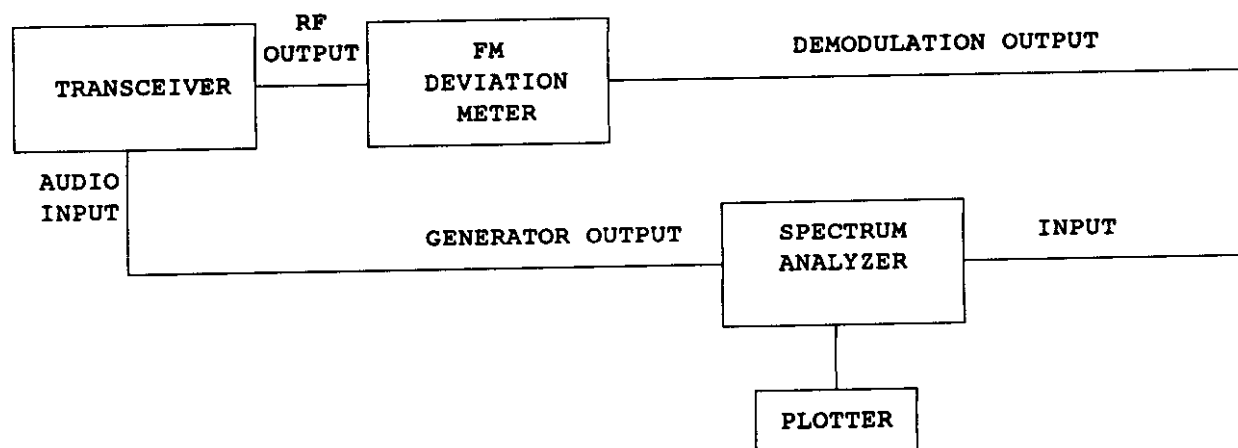 RF
OUTPUT
TRANSCEIVER
FM
DEVIATION
METER
DEMODULATION OUTPUT
AUDIO
INPUT
GENERATOR OUTPUT
SPECTRUM
ANALYZER
INPUT
PLOTTER